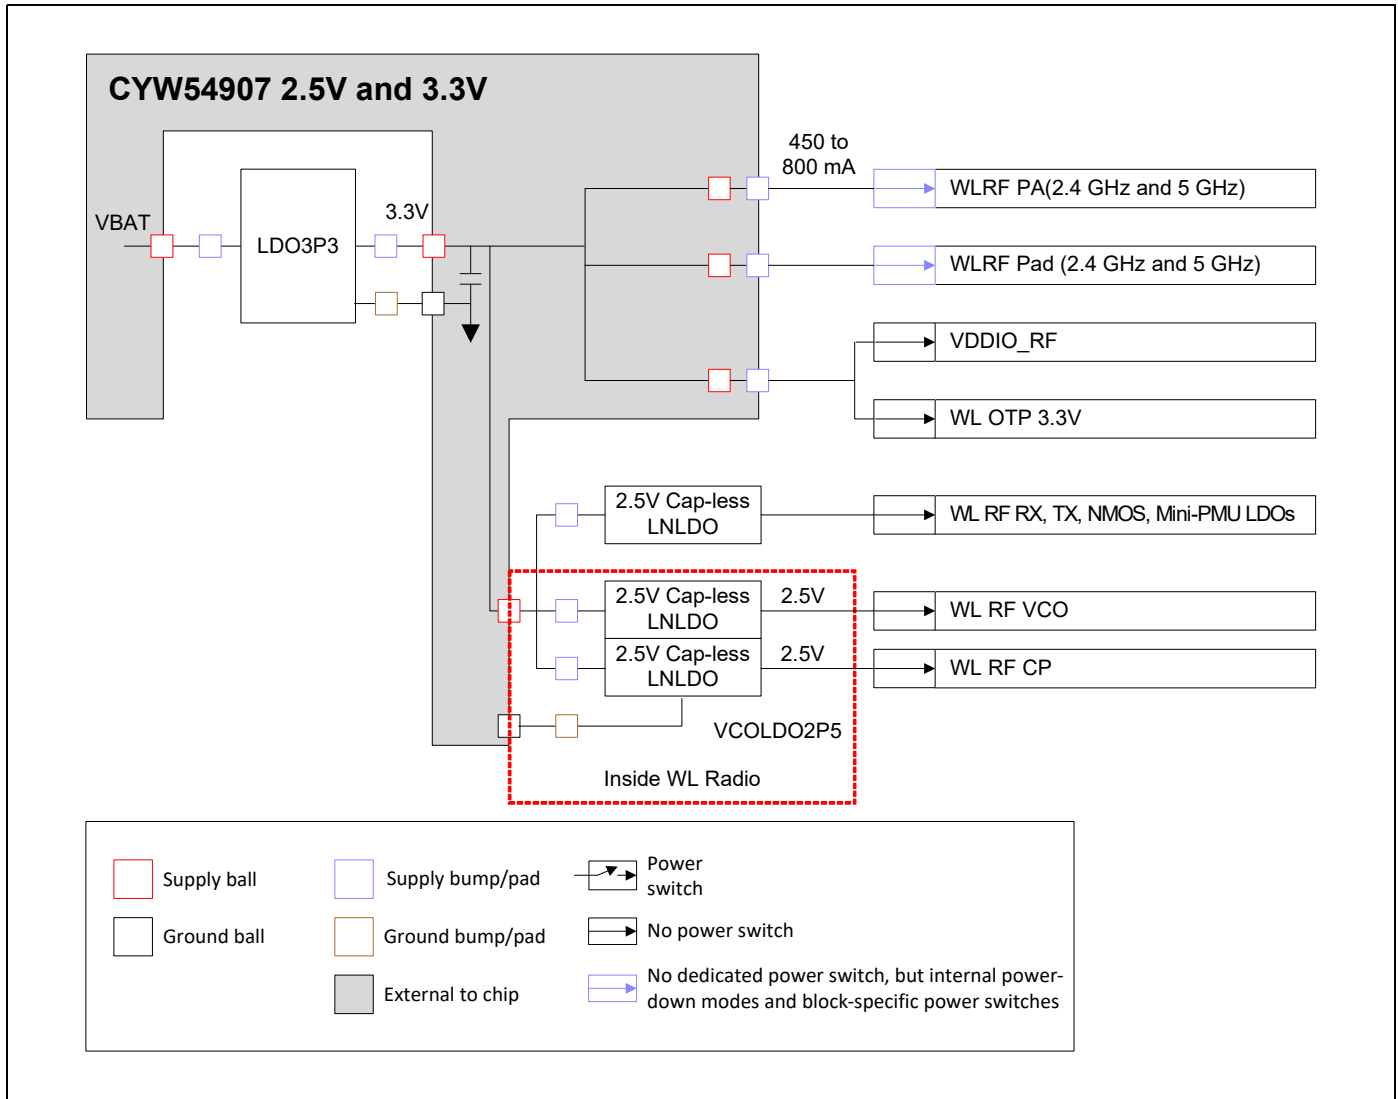 CYW54907 2.5V and 3.3V
450 to
800 mA
WLRF PA(2.4 GHz and 5 GHz)
VBAT
3.3V
LDO3P3
WLRF Pad (2.4 GHz and 5 GHz)
VDDIO_RF
WL OTP 3.3V
2.5V Cap-less
LNLDO
WL RF RX, TX, NMOS, Mini-PMU LDOs
2.5V Cap-less
LNLDO
2.5V
WL RF VCO
2.5V Cap-less
LNLDO
2.5V
WL RF CP
VCOLDO2P5
Inside WL Radio
Supply ball
Supply bump/pad
Power
switch
Ground ball
Ground bump/pad
No power switch
External to chip
No dedicated power switch, but internal power-
down modes and block-specific power switches